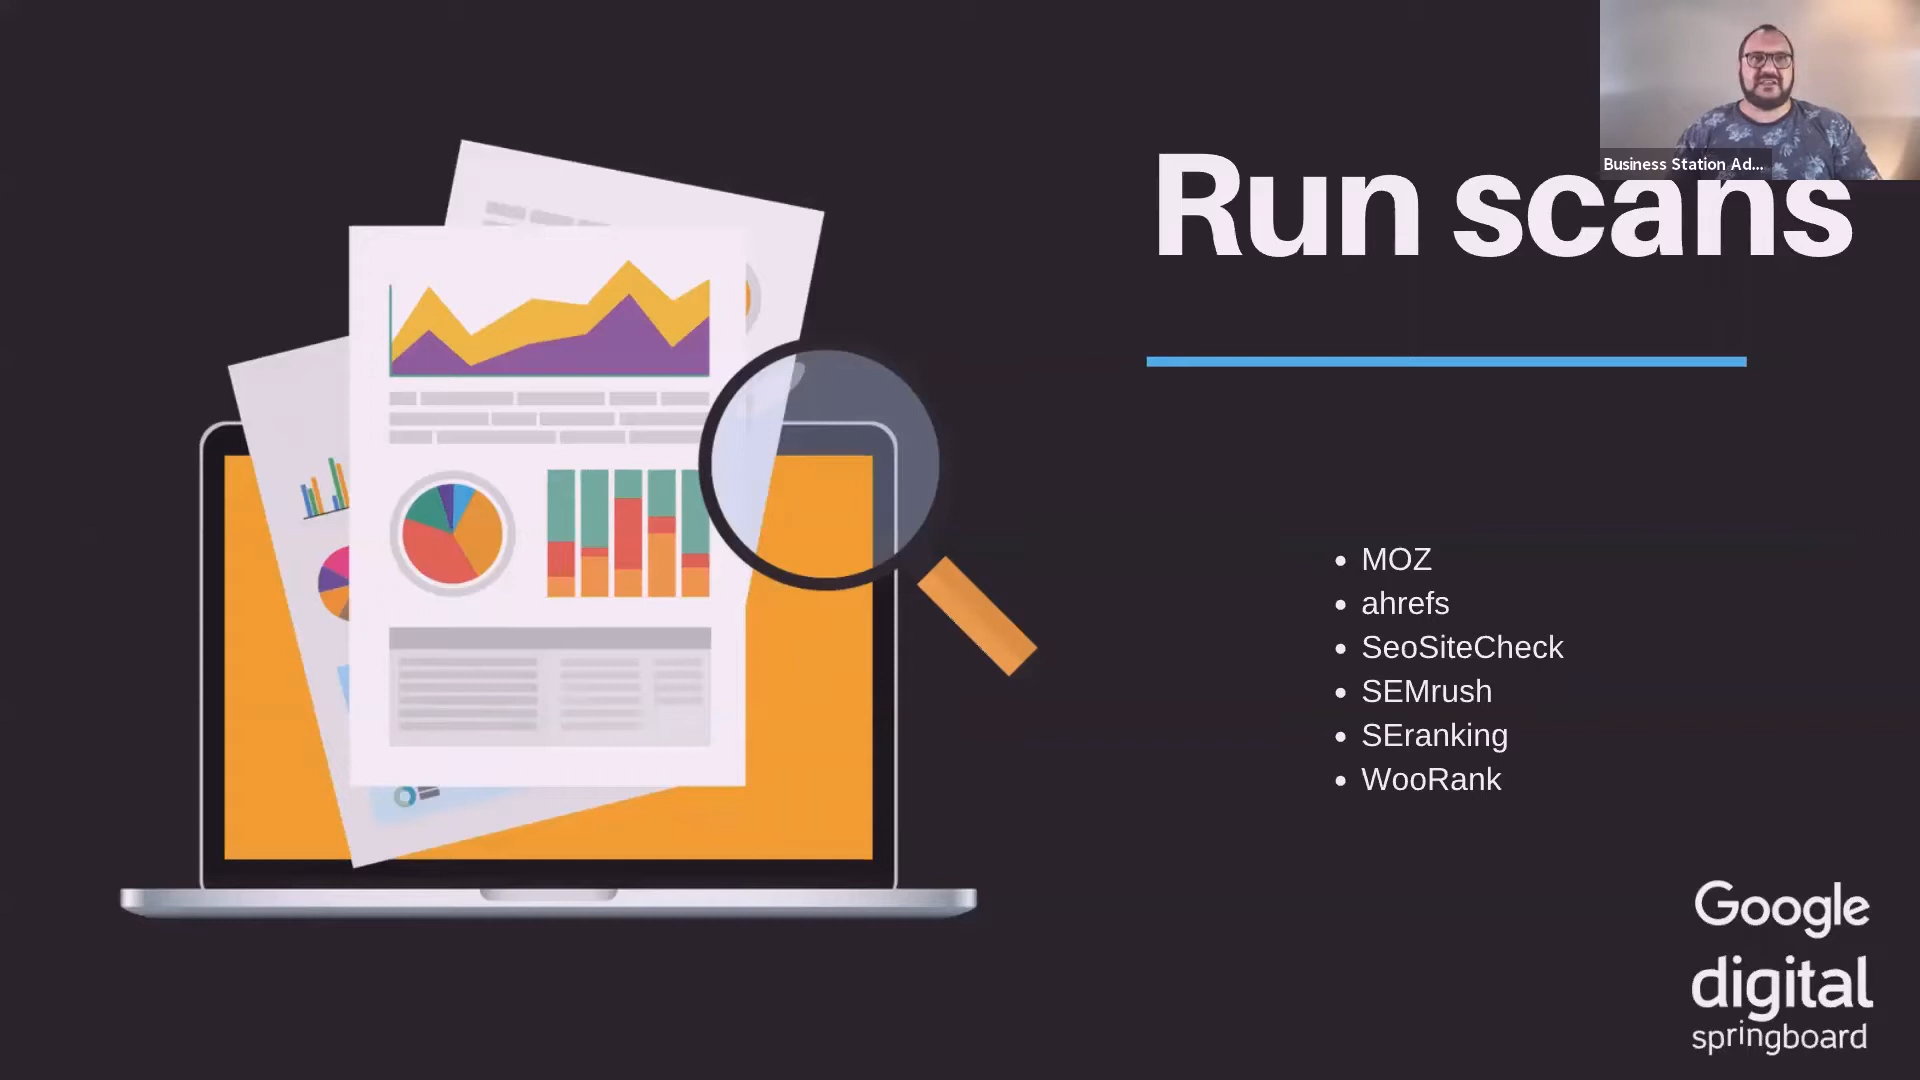 Business Station Ad...
Run scans
MOZ
ahrefs
SeoSiteCheck
SEMrush
SEranking
WooRank
Google
digital
springboard